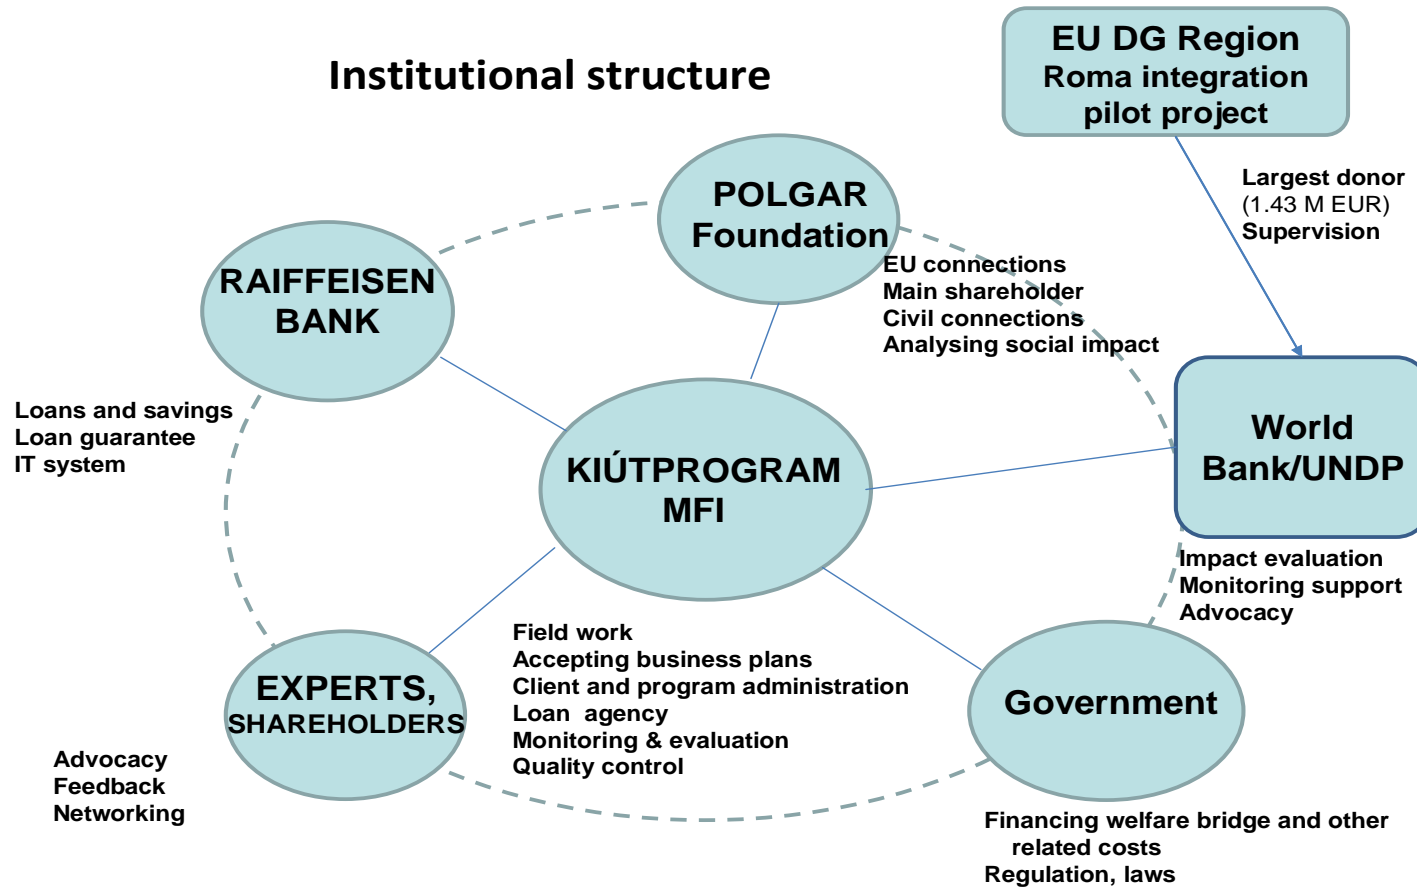 Institutional structure
EU DG Region
Roma integration
pilot project
Largest donor
(1.43 M EUR)
Supervision
POLGAR
Foundation
EU connections
Main shareholder
Civil connections
Analysing social impact
RAIFFEISEN
BANK
Loans and savings
Loan guarantee
IT system
KIÚTPROGRAM
MFI
World
Bank/UNDP
Impact evaluation
Monitoring support
Advocacy
Field work
Accepting business plans
Client and program administration
Loan agency
Monitoring & evaluation
Quality control
EXPERTS,
SHAREHOLDERS
Advocacy
Feedback
Networking
Government
Financing welfare bridge and other
related costs
Regulation, laws